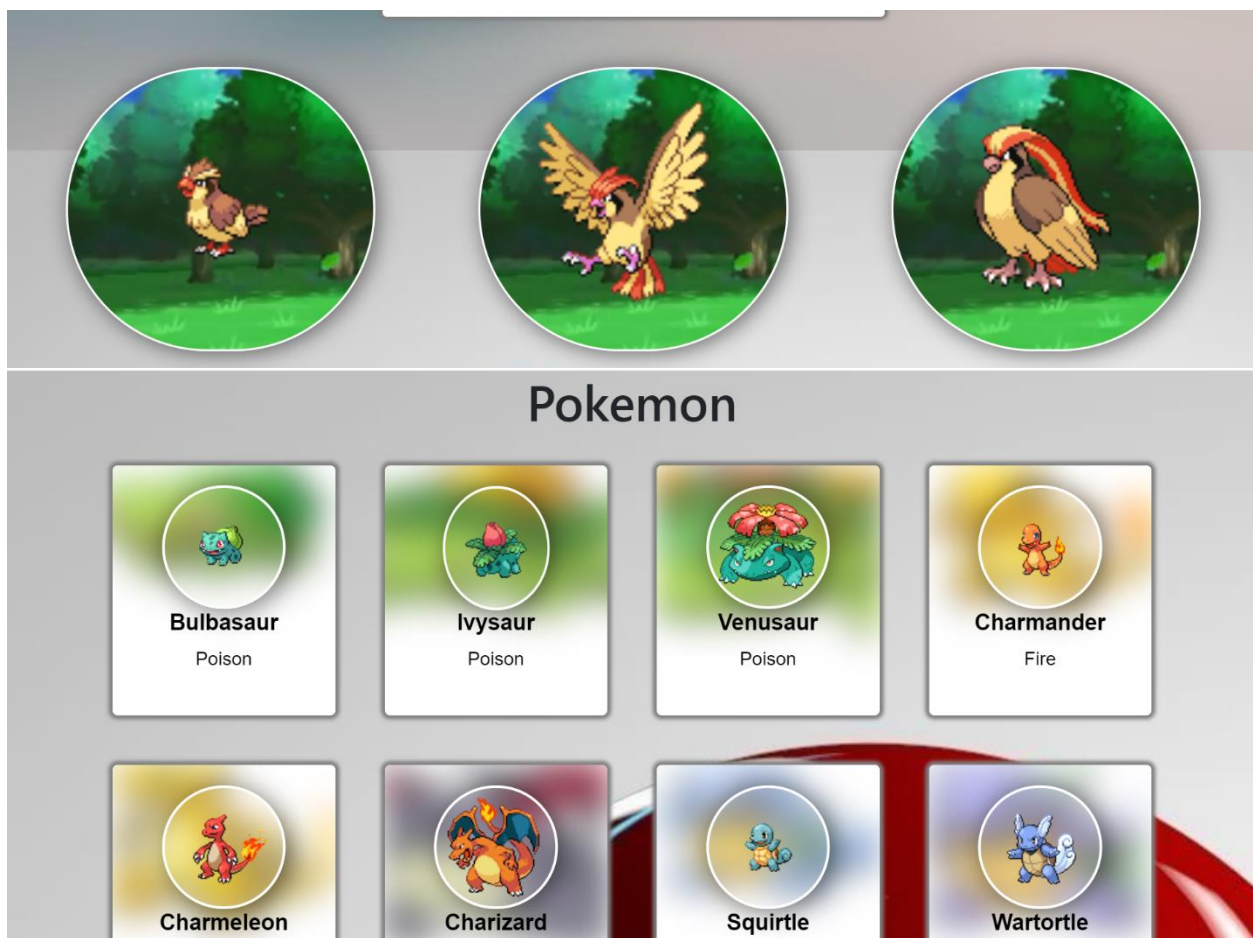 Pokemon
Bulbasaur
Poison
Ivysaur
Poison
Venusaur
Poison
Charmander
Fire
Charmeleon
Charizard
Squirtle
Wartortle